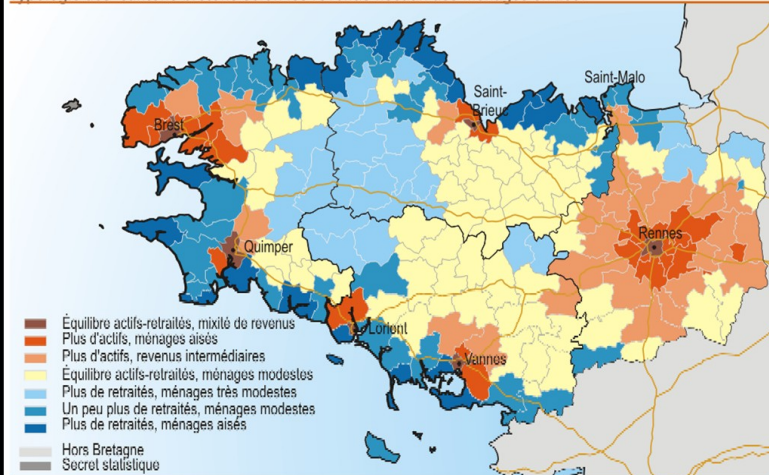 Saint-Malo
Saint-
Brieuc
Brest
Rennes
Quimper
Lorient
Vannes
Équilibre actifs-retraités, mixité de revenus
Plus d'actifs, ménages aisés
Plus d'actifs, revenus intermédiaires
Équilibre actifs-retraités, ménages modestes
Plus de retraités, ménages très modestes
Un peu plus de retraités, ménages modestes
Plus de retraités, ménages aisés
Hors Bretagne
Secret statistique